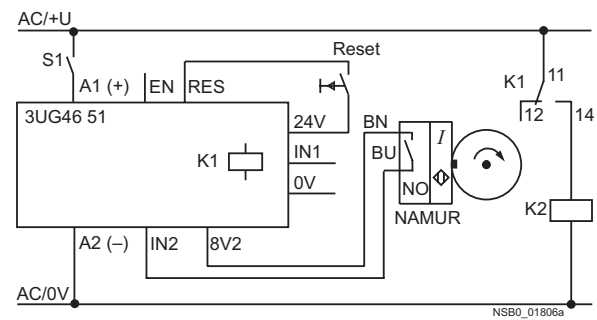 AC/+U
S1
Reset
A1 (+)
EN
RES
K1
11
12
14
3UG46 51
24V
BN
K1
IN1
BU
I
0V
NO
NAMUR
K2
A2 (–)
IN2
8V2
AC/0V
NSB0_01806a